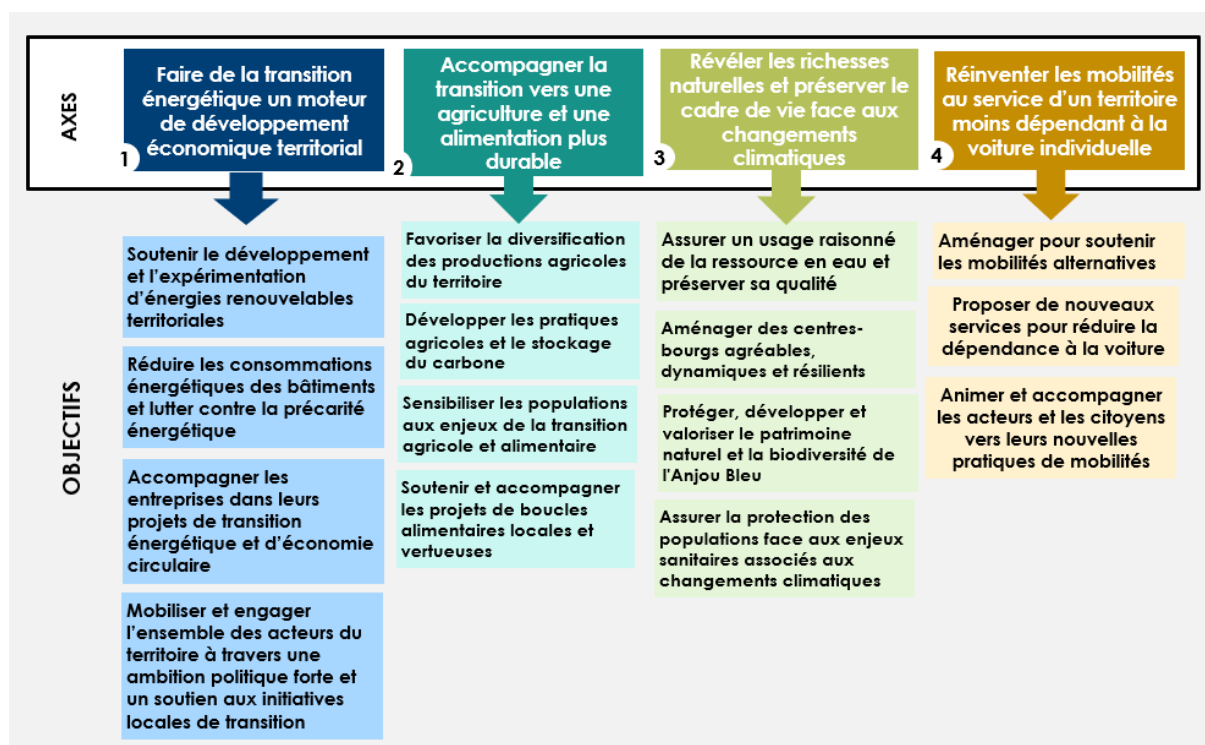 AXES
Faire de la transition
énergétique un moteur
de développement
économique territorial
1
Accompagner la
transition vers une
agriculture et une
alimentation plus
durable
2
Révéler les richesses
naturelles et préserver le
cadre de vie face aux
changements
climatiques
3
Réinventer les mobilités
au service d'un territoire
moins dépendant à la
voiture individuelle
4
OBJECTIFS
Soutenir le développement
et l'expérimentation
d'énergies renouvelables
territoriales
Réduire les consommations
énergétiques des bâtiments
et lutter contre la précarité
énergétique
Accompagner les
entreprises dans leurs
projets de transition
énergétique et d'économie
circulaire
Mobiliser et engager
l'ensemble des acteurs du
territoire à travers une
ambition politique forte et
un soutien aux initiatives
locales de transition
Favoriser la diversification
des productions agricoles
du territoire
Développer les pratiques
agricoles et le stockage
du carbone
Sensibiliser les populations
aux enjeux de la transition
agricole et alimentaire
Soutenir et accompagner
les projets de boucles
alimentaires locales et
vertueuses
Assurer un usage raisonné
de la ressource en eau et
préserver sa qualité
Aménager des centres-
bourgs agréables,
dynamiques et résilients
Protéger, développer et
valoriser le patrimoine
naturel et la biodiversité de
l'Anjou Bleu
Assurer la protection des
populations face aux enjeux
sanitaires associés aux
changements climatiques
Aménager pour soutenir
les mobilités alternatives
Proposer de nouveaux
services pour réduire la
dépendance à la voiture
Animer et accompagner
les acteurs et les citoyens
vers leurs nouvelles
pratiques de mobilités